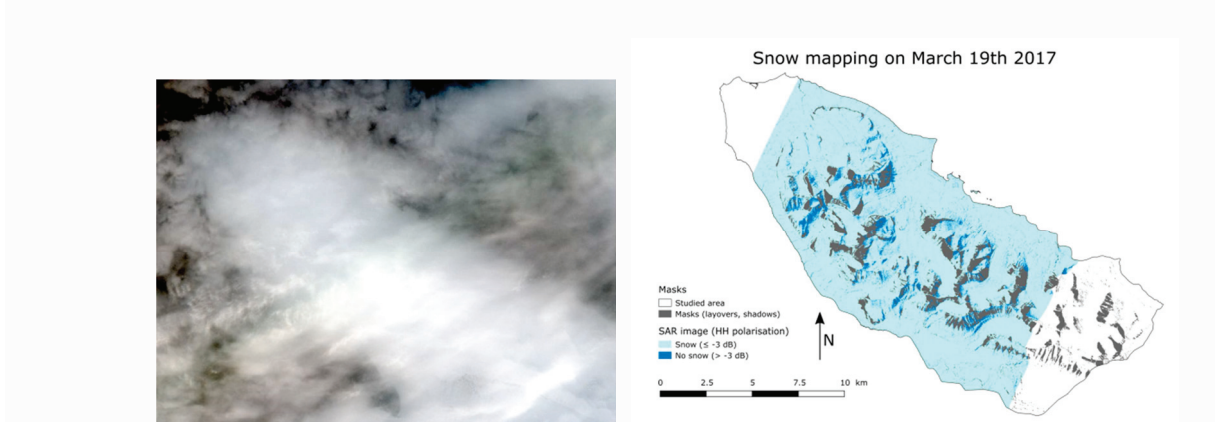 Snow mapping on March 19th 2017
Masks
Studied area
Masks (layovers, shadows)
SAR image (HH polarisation)
Snow (≤ -3 dB)
No snow (> -3 dB)
N
0 2.5 5 7.5 10 km